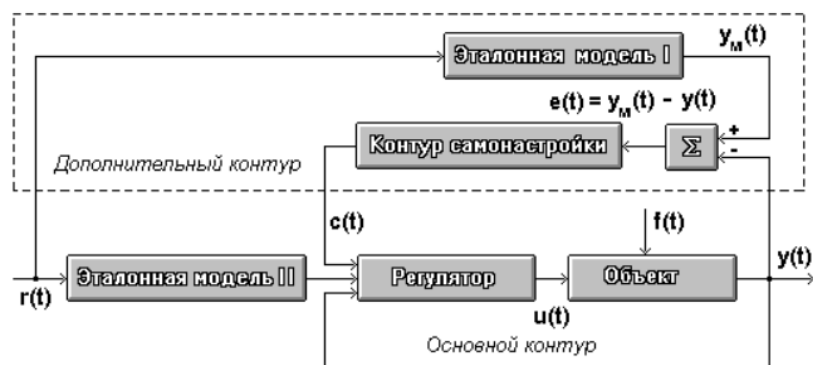 Эталонная модель I
yм(t)
e(t) = yм(t) - y(t)
Контур самонастройки
Σ
+
-
Дополнительный контур
c(t)
f(t)
r(t)
Эталонная модель II
Регулятор
u(t)
Объект
y(t)
Основной контур